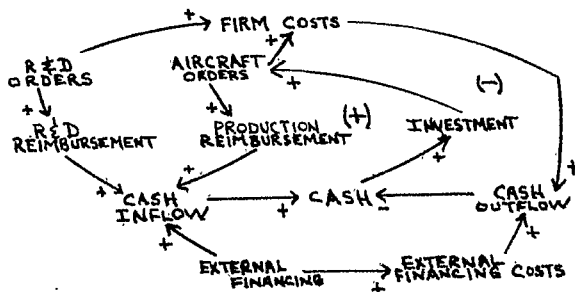 + FIRM COSTS
+
R&D
ORDERS
AIRCRAFT
ORDERS
+
(-)
+
+
R&D
REIMBURSEMENT
PRODUCTION
REIMBURSEMENT
(+)
INVESTMENT
+
+
+
+
CASH
INFLOW
+
CASH
-
CASH
OUTFLOW
+
+
EXTERNAL
FINANCING
+
EXTERNAL
FINANCING COSTS